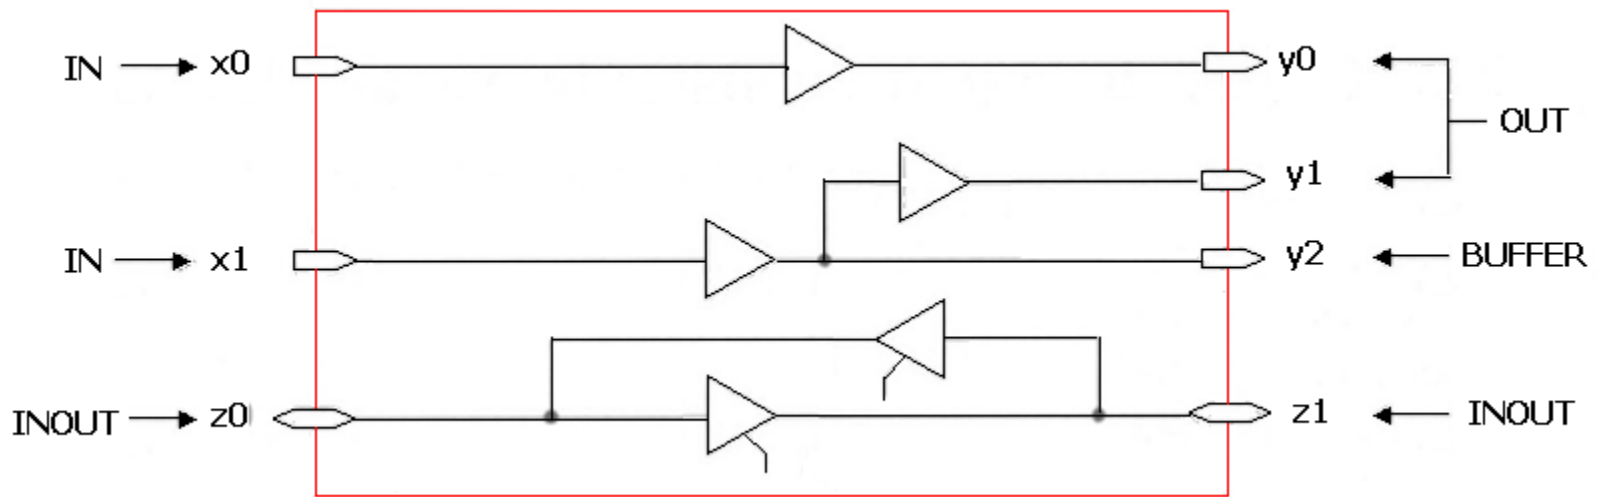 IN x0 y0
OUT
y1
IN x1 y2 BUFFER
INOUT z0 z1 INOUT